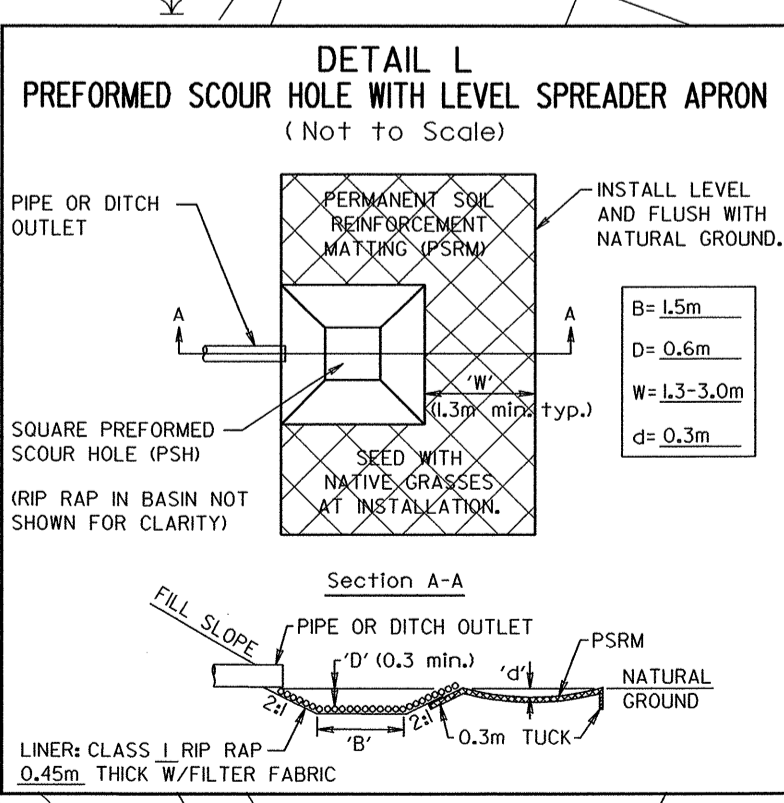 DETAIL L
PREFORMED SCOUR HOLE WITH LEVEL SPREADER APRON
(Not to Scale)
PIPE OR DITCH
OUTLET
PERMANENT SOIL
REINFORCEMENT
MATTING (PSRM)
INSTALL LEVEL
AND FLUSH WITH
NATURAL GROUND.
A
A
B= 1.5m
D= 0.6m
W= 1.3-3.0m
d= 0.3m
'W'
(1.3m min. typ.)
SQUARE PREFORMED
SCOUR HOLE (PSH)
(RIP RAP IN BASIN NOT
SHOWN FOR CLARITY)
SEED WITH
NATIVE GRASSES
AT INSTALLATION.
Section A-A
FILL SLOPE
PIPE OR DITCH OUTLET
'D' (0.3 min.)
'd'
PSRM
NATURAL
GROUND
2:1
2:1
'B'
0.3m TUCK
LINER: CLASS I RIP RAP
0.45m THICK W/FILTER FABRIC